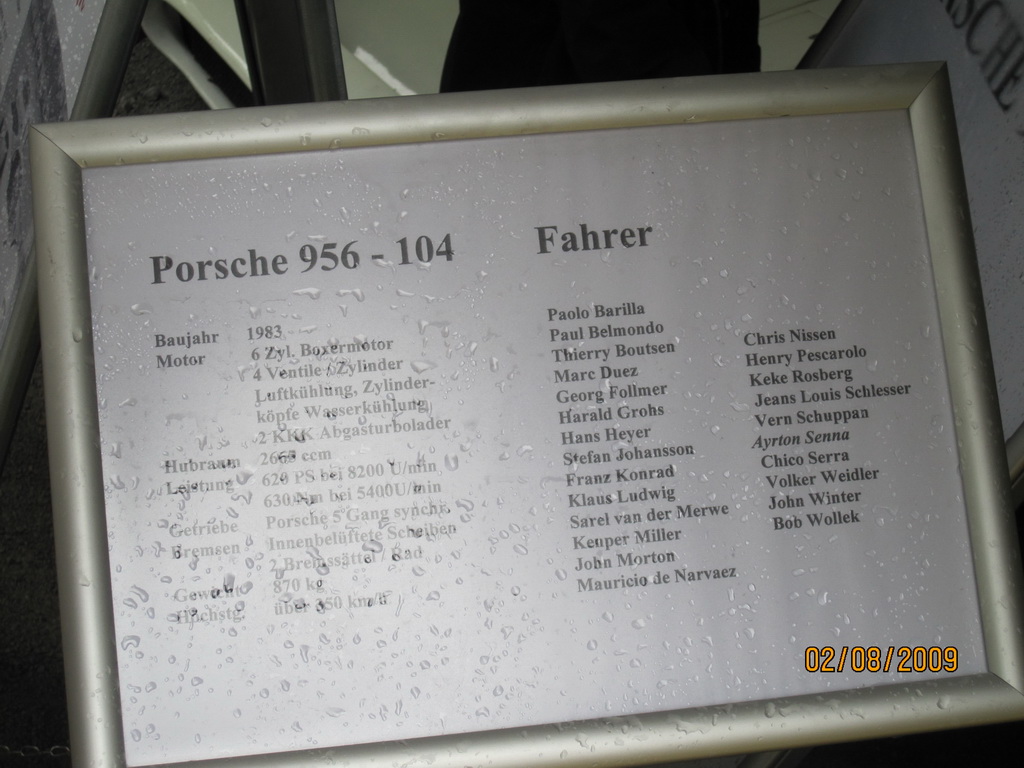 Porsche 956 - 104
Baujahr 1983
Motor 6 Zyl. Boxermotor
4 Ventile / Zylinder
Luftkühlung, Zylinder-
köpfe Wasserkühlung
2 KKK Abgasturbolader
Hubraum ccm
Leistung 620 PS bei 8200 U/min
630 Nm bei 5400U/min
Getriebe Porsche 5 Gang synchr.
Bremsen Innenbelüftete Scheiben
2 Bremssättel / Rad
Gewicht 870 kg
Höchstg. über 350 km/h
Fahrer
Paolo Barilla
Paul Belmondo
Thierry Boutsen
Marc Duez
Georg Follmer
Harald Grohs
Hans Heyer
Stefan Johansson
Franz Konrad
Klaus Ludwig
Sarel van der Merwe
Keuper Miller
John Morton
Mauricio de Narvaez
Chris Nissen
Henry Pescarolo
Keke Rosberg
Jeans Louis Schlesser
Vern Schuppan
Ayrton Senna
Chico Serra
Volker Weidler
John Winter
Bob Wollek
02/08/2009